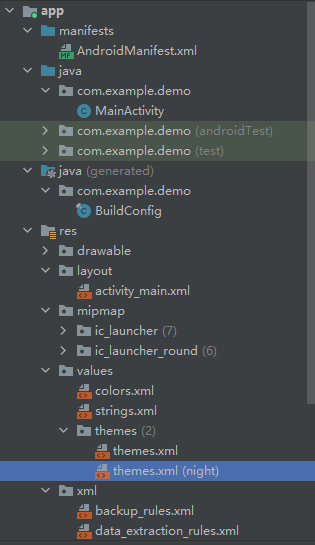 app
manifests
AndroidManifest.xml
java
com.example.demo
MainActivity
com.example.demo (androidTest)
com.example.demo (test)
java (generated)
com.example.demo
BuildConfig
res
drawable
layout
activity_main.xml
mipmap
ic_launcher (7)
ic_launcher_round (6)
values
colors.xml
strings.xml
themes (2)
themes.xml
themes.xml (night)
xml
backup_rules.xml
data_extraction_rules.xml